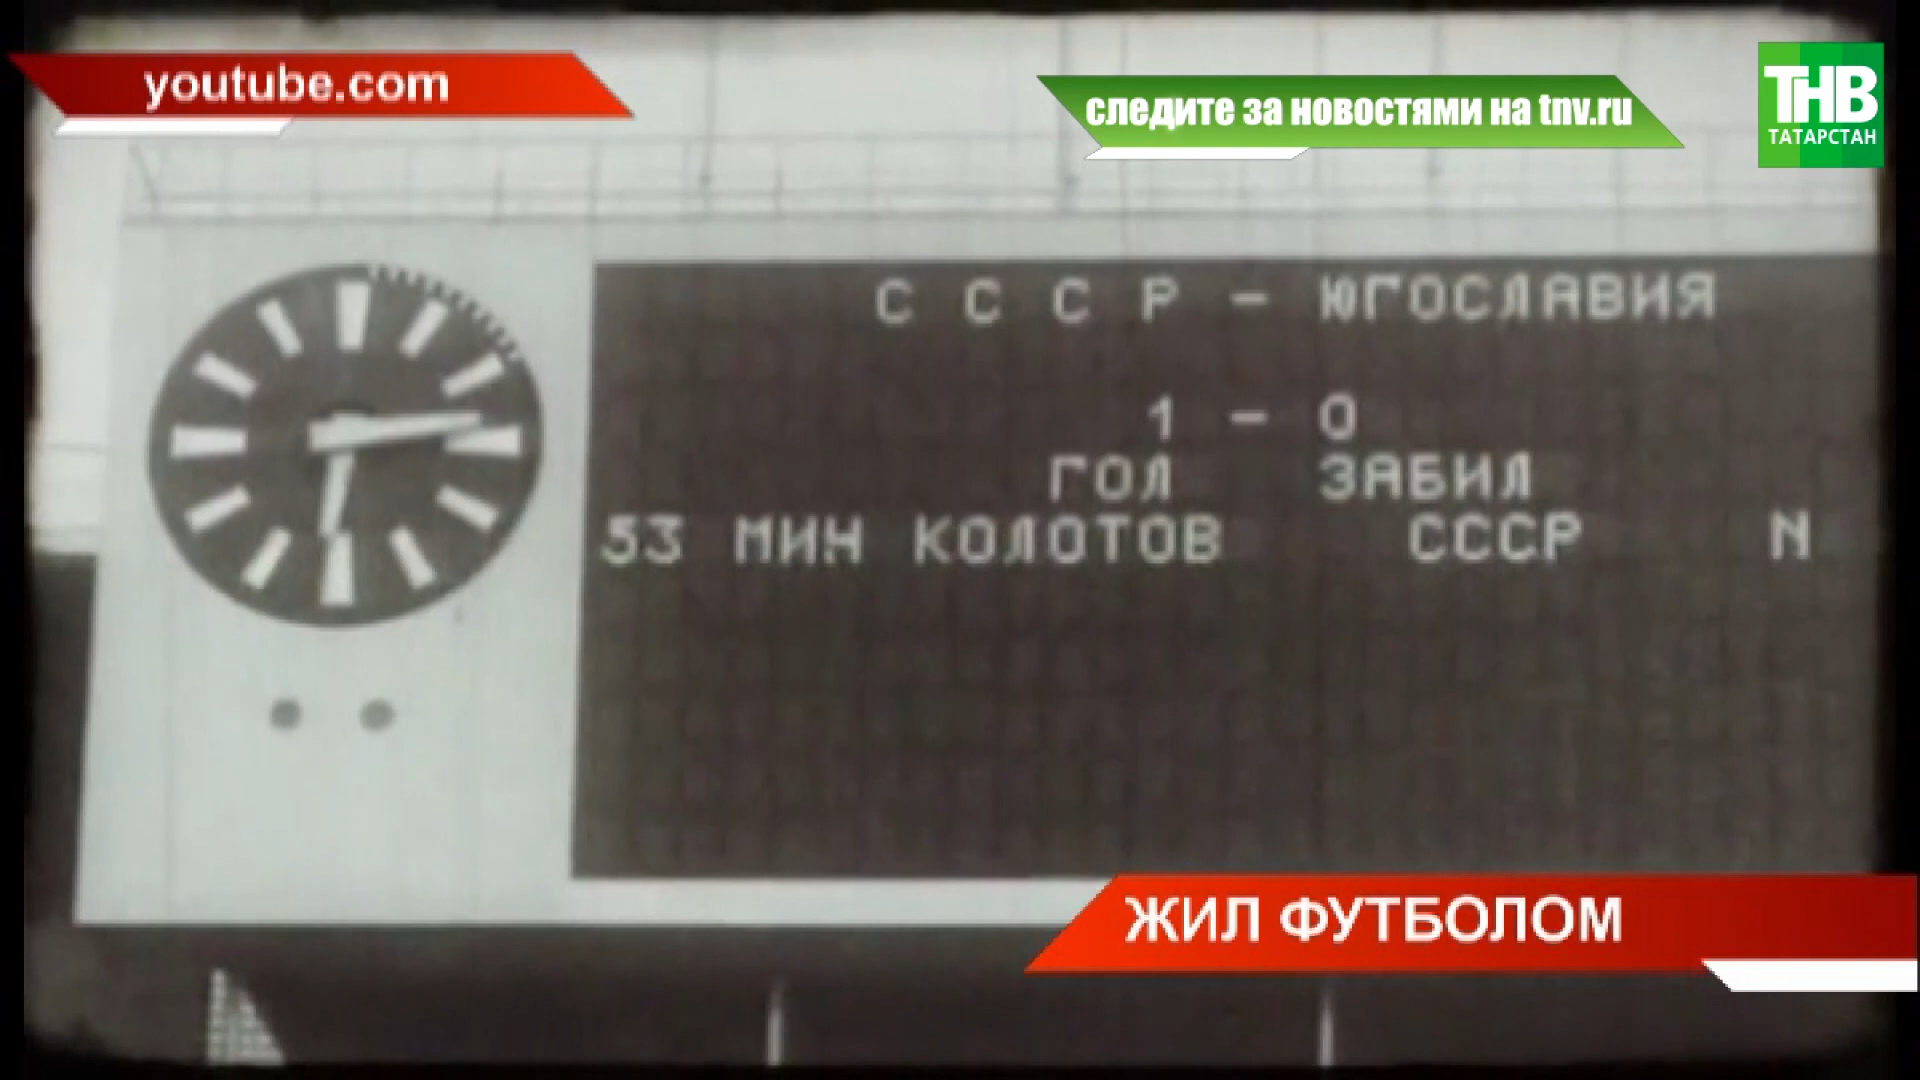 youtube.com
следите за новостями на tnv.ru
ТНВ
ТАТАРСТАН
С С С Р - ЮГОСЛАВИЯ
1 - 0
ГОЛ ЗАБИЛ
53 МИН КОЛОТОВ СССР N
ЖИЛ ФУТБОЛОМ